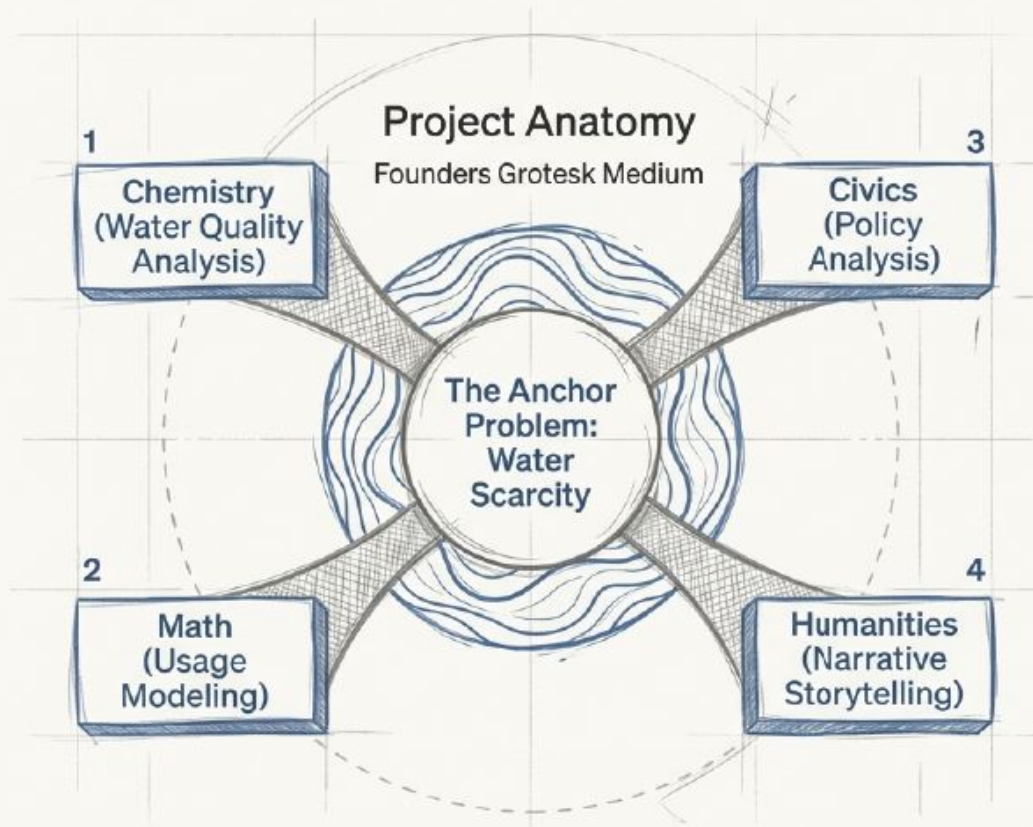 Project Anatomy
Founders Grotesk Medium
1
Chemistry
(Water Quality
Analysis)
2
Math
(Usage
Modeling)
The Anchor
Problem:
Water
Scarcity
3
Civics
(Policy
Analysis)
4
Humanities
(Narrative
Storytelling)